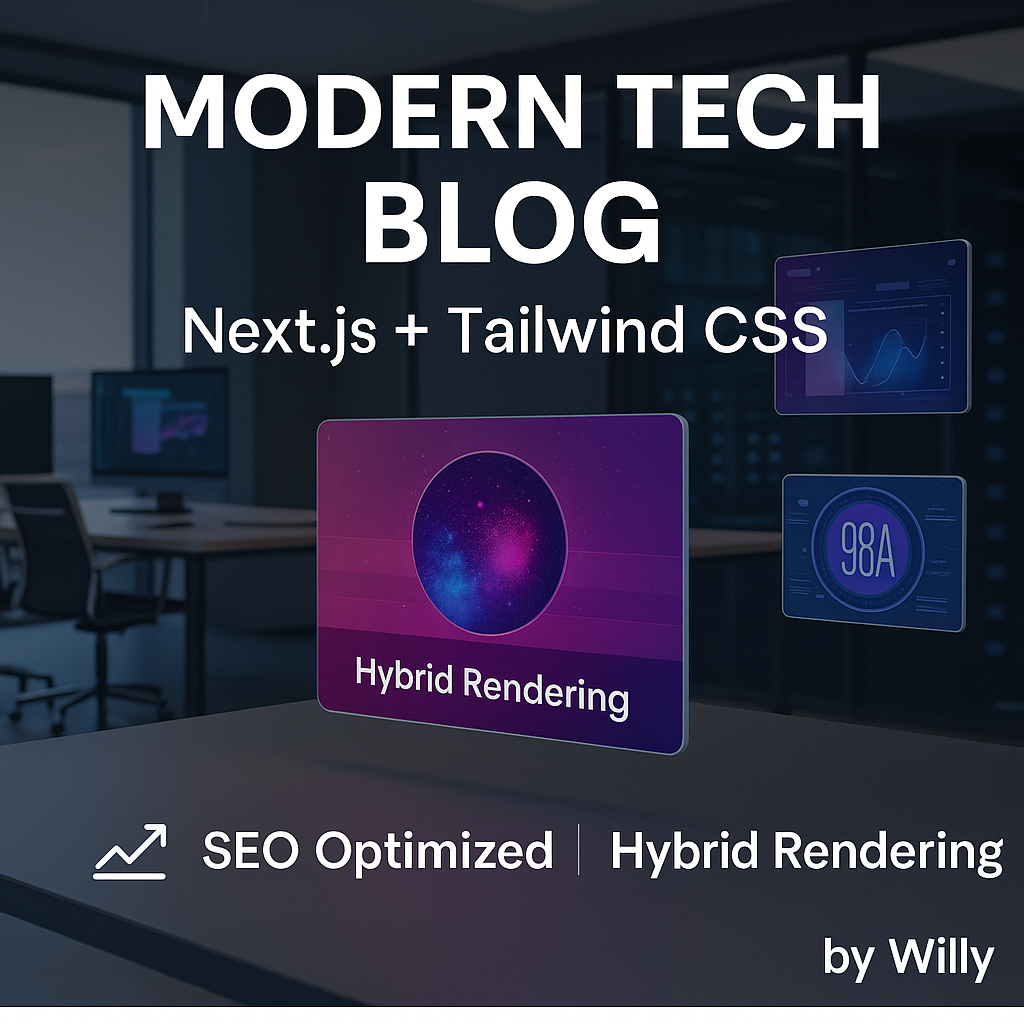 MODERN TECH
BLOG
Next.js + Tailwind CSS
98A
Hybrid Rendering
SEO Optimized | Hybrid Rendering
by Willy